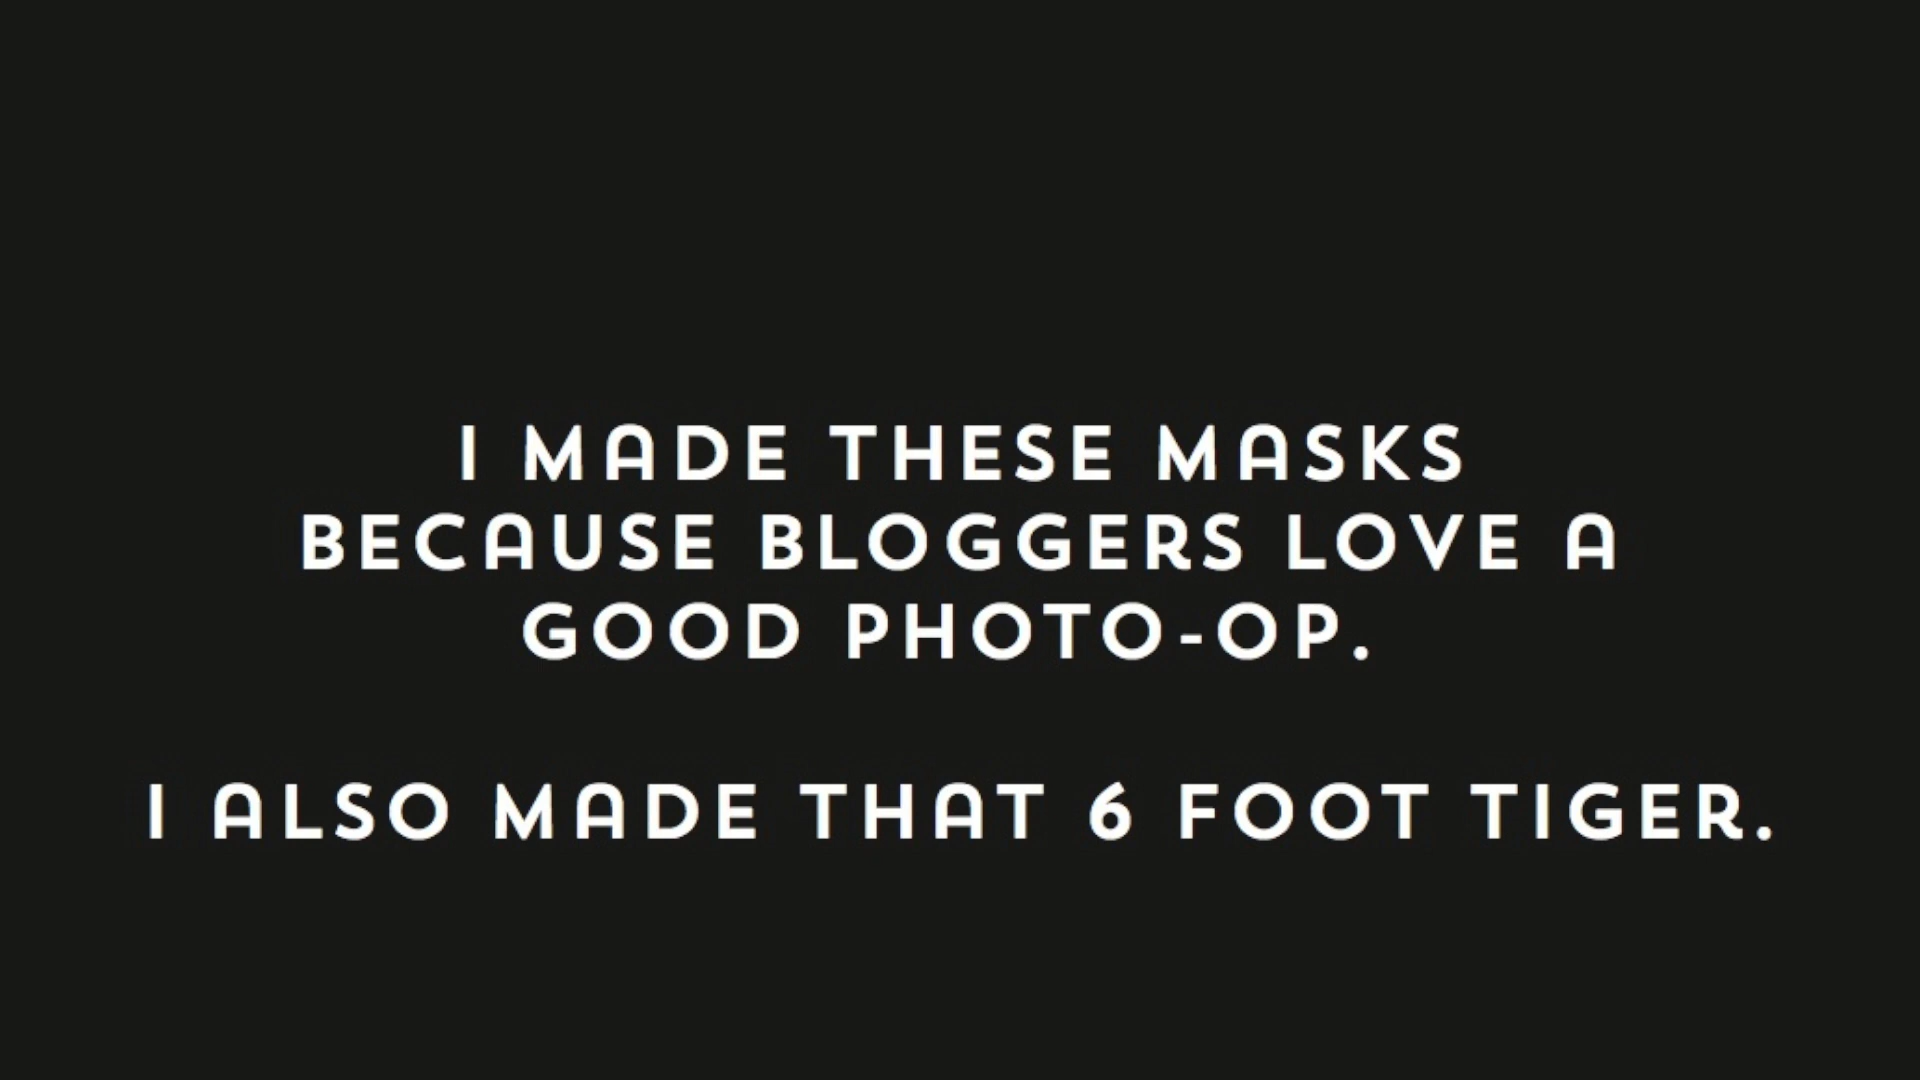 I MADE THESE MASKS
BECAUSE BLOGGERS LOVE A
GOOD PHOTO-OP.
I ALSO MADE THAT 6 FOOT TIGER.